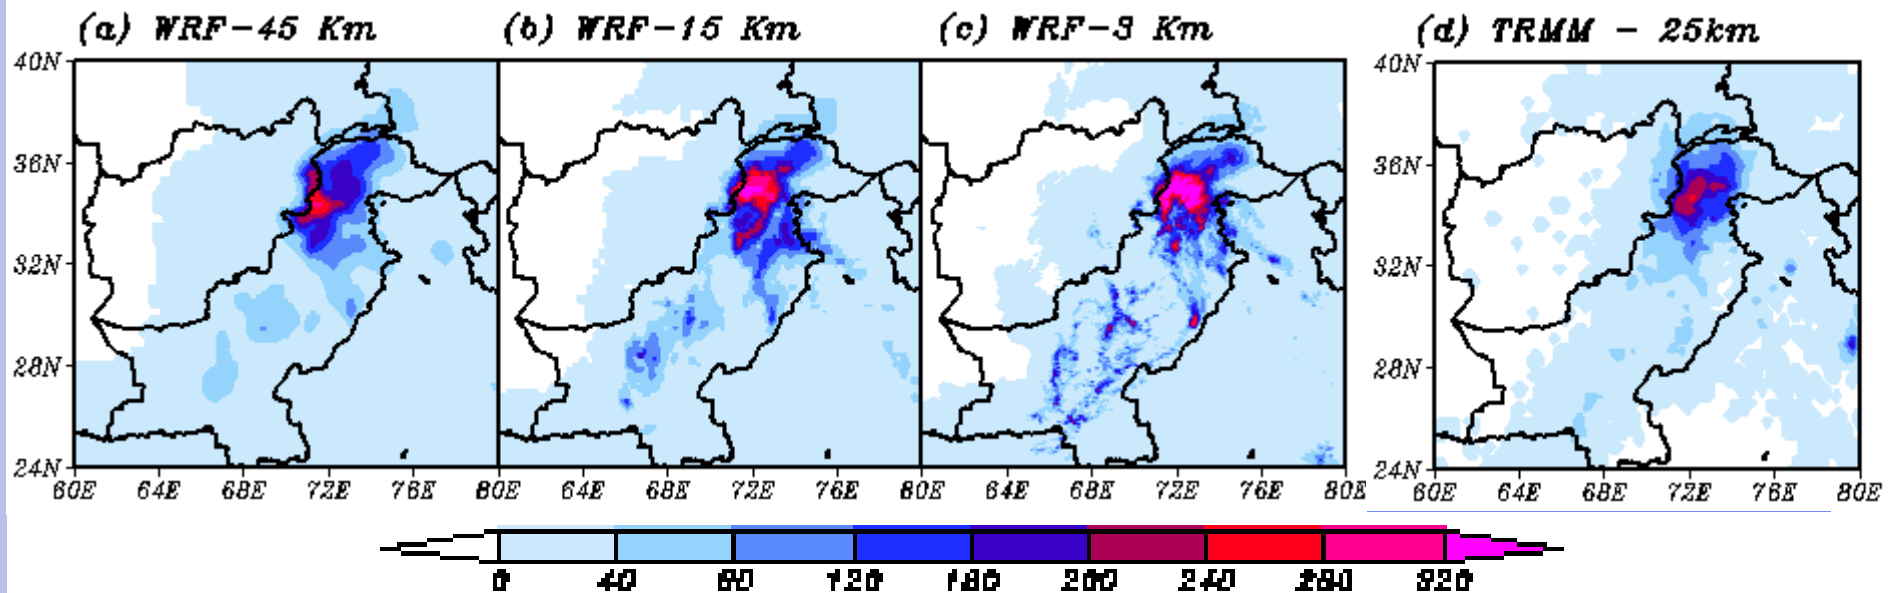 (a) WRF-45 Km (b) WRF-15 Km (c) WRF-3 Km (d) TRMM - 25km
40N 40N
36N 36N
32N 32N
28N 28N
24N 24N
60E 64E 68E 72E 76E 80E 64E 68E 72E 76E 80E 64E 68E 72E 76E 80E 60E 64E 68E 72E 76E 80E
0 40 80 120 160 200 240 280 320